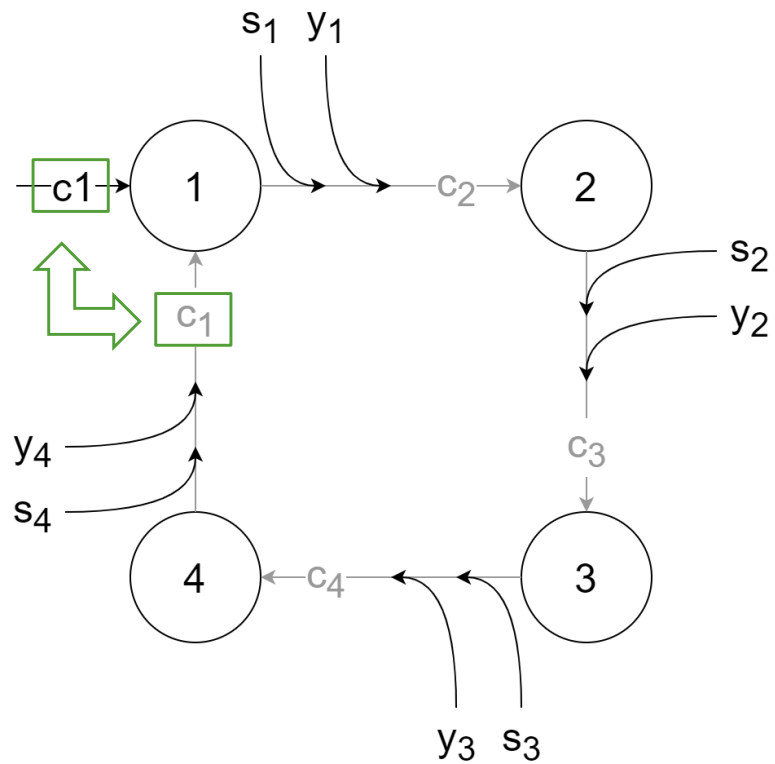 s₁ y₁
c1 1 c₂ 2
s₂
c₁ y₂
y₄ c₃
s₄
4 c₄ 3
y₃ s₃